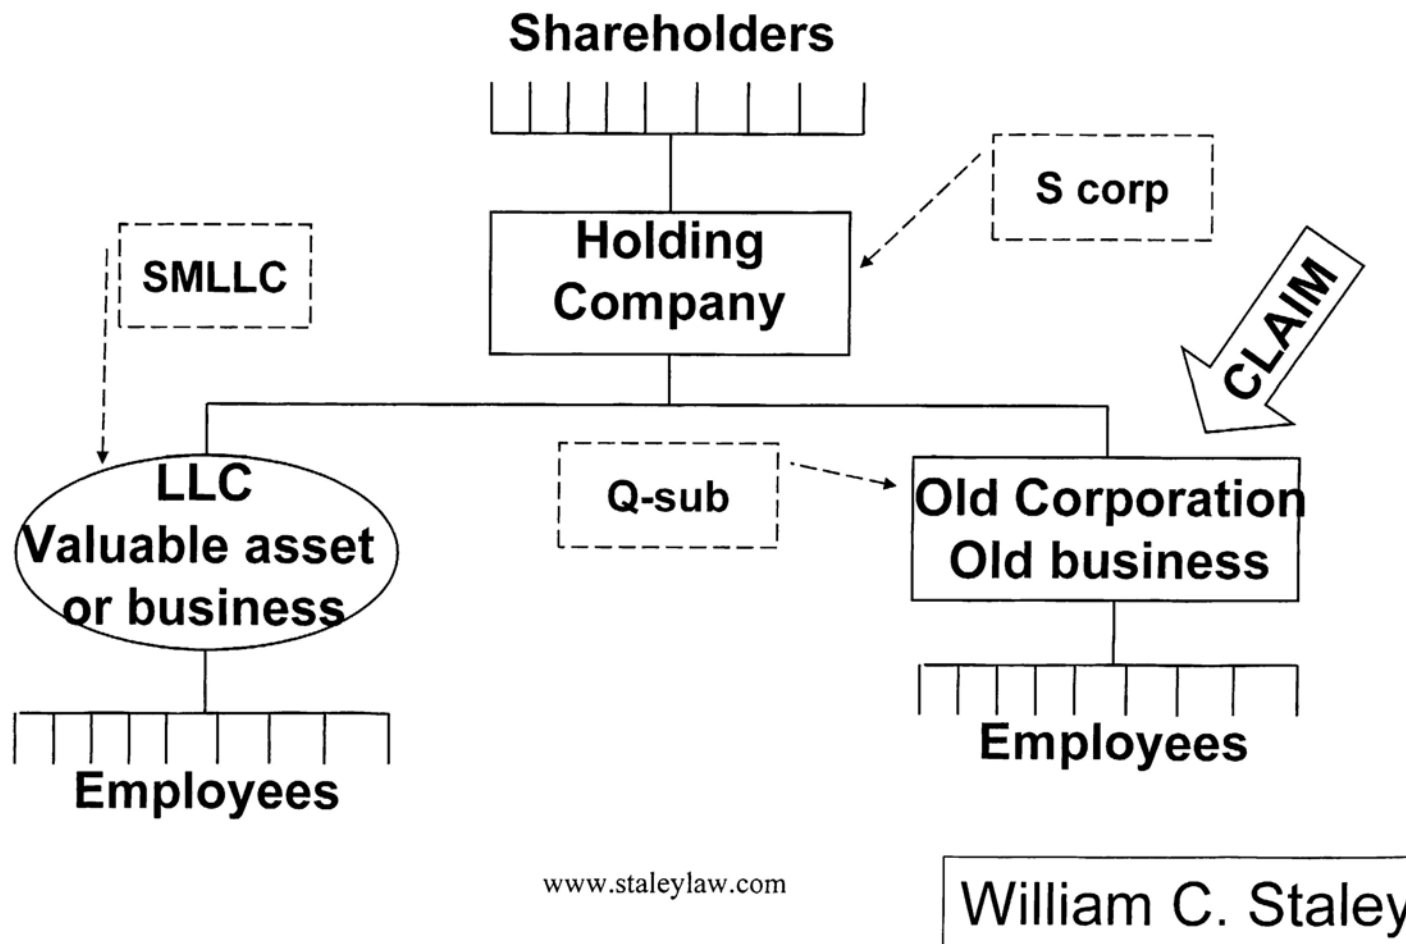 Shareholders
S corp
Holding
Company
SMLLC
CLAIM
Q-sub
LLC
Valuable asset
or business
Old Corporation
Old business
Employees
Employees
www.staleylaw.com
William C. Staley